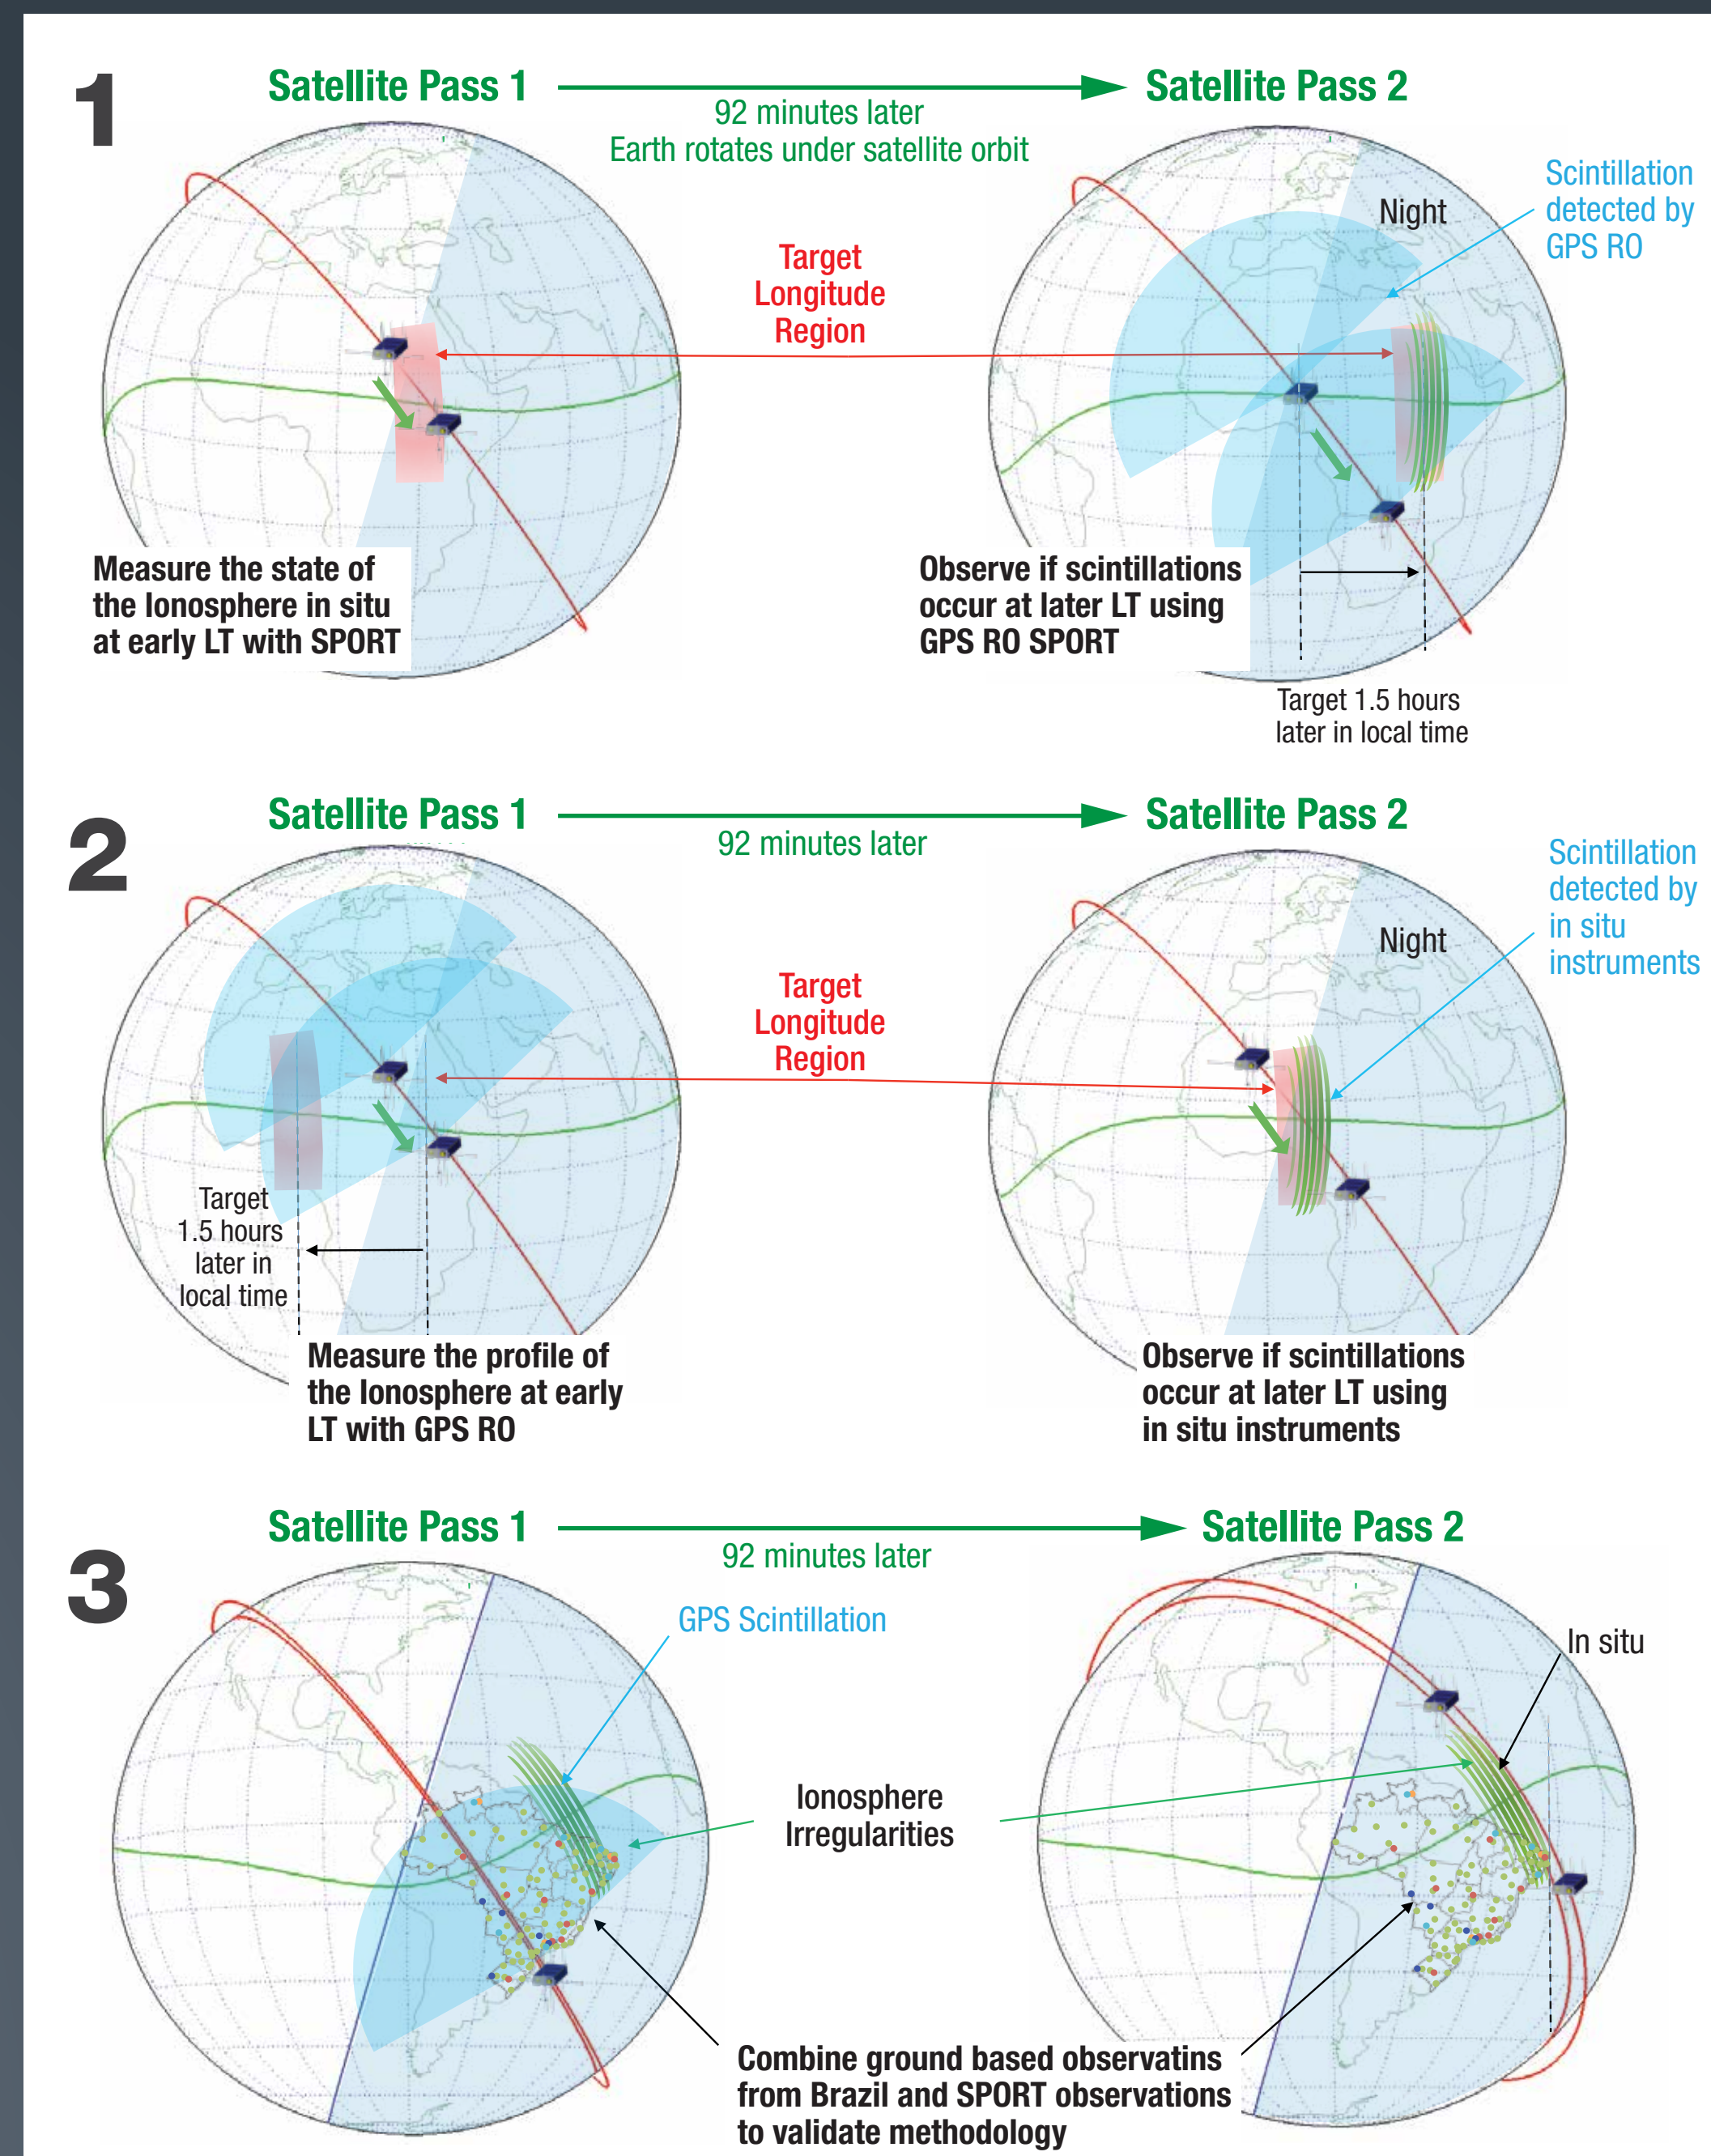 1
Satellite Pass 1
92 minutes later
Earth rotates under satellite orbit
Satellite Pass 2
Scintillation
detected by
GPS RO
Night
Target
Longitude
Region
Measure the state of
the Ionosphere in situ
at early LT with SPORT
Observe if scintillations
occur at later LT using
GPS RO SPORT
Target 1.5 hours
later in local time
2
Satellite Pass 1
92 minutes later
Satellite Pass 2
Scintillation
detected by
in situ
instruments
Night
Target
Longitude
Region
Target
1.5 hours
later in
local time
Measure the profile of
the Ionosphere at early
LT with GPS RO
Observe if scintillations
occur at later LT using
in situ instruments
3
Satellite Pass 1
92 minutes later
Satellite Pass 2
GPS Scintillation
In situ
Ionosphere
Irregularities
Combine ground based observatins
from Brazil and SPORT observations
to validate methodology